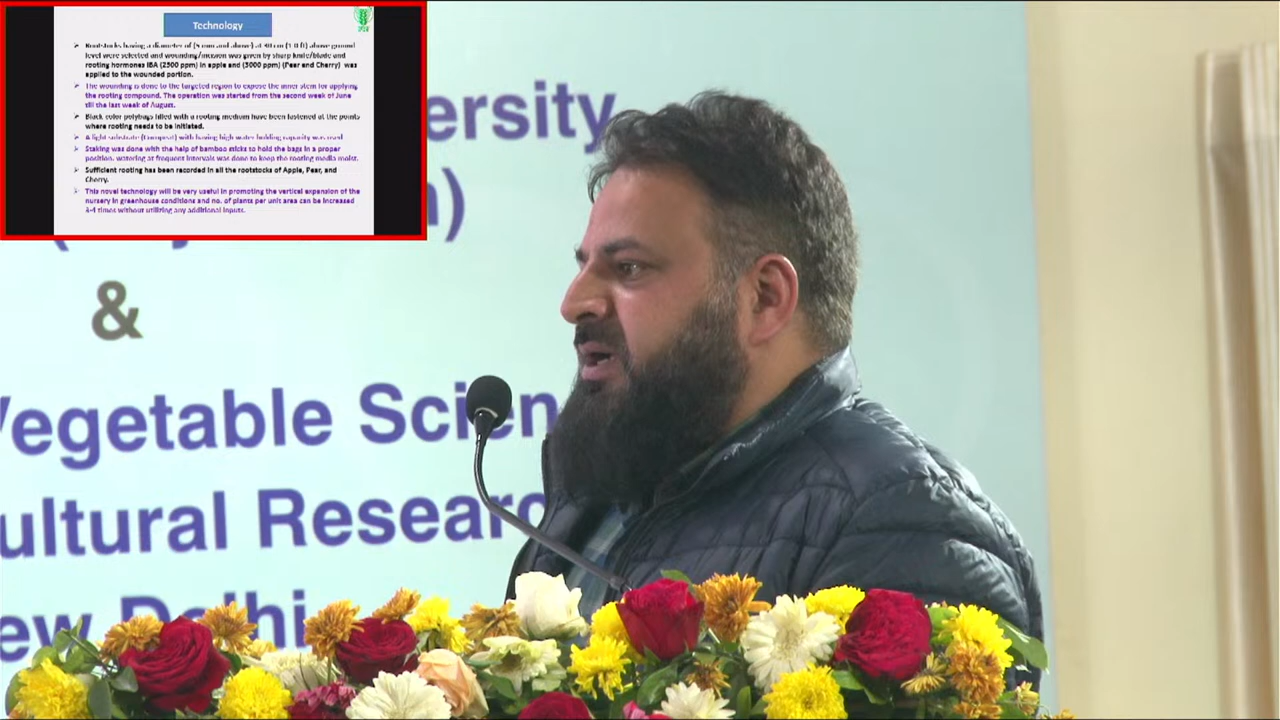 Technology
Rootstocks having a diameter of (5 mm and above) at 30 cm (1.0 ft) above ground
level were selected and wounding/incision was given by sharp knife/blade and
rooting hormones IBA (2500 ppm) in apple and (3000 ppm) (Pear and Cherry) was
applied to the wounded portion.
The wounding is done to the targeted region to expose the inner stem for applying
the rooting compound. The operation was started from the second week of June
till the last week of August.
Black color polybags filled with a rooting medium have been fastened at the points
where rooting needs to be initiated.
A light substrate (Cocopeat) with having high water holding capacity was used
Staking was done with the help of bamboo sticks to hold the bags in a proper
position. watering at frequent intervals was done to keep the rooting media moist.
Sufficient rooting has been recorded in all the rootstocks of Apple, Pear, and
Cherry.
This novel technology will be very useful in promoting the vertical expansion of the
nursery in greenhouse conditions and no. of plants per unit area can be increased
3-4 times without utilizing any additional inputs.
ersity
)
&
Vegetable Scien
ultural Researc
ew Delhi